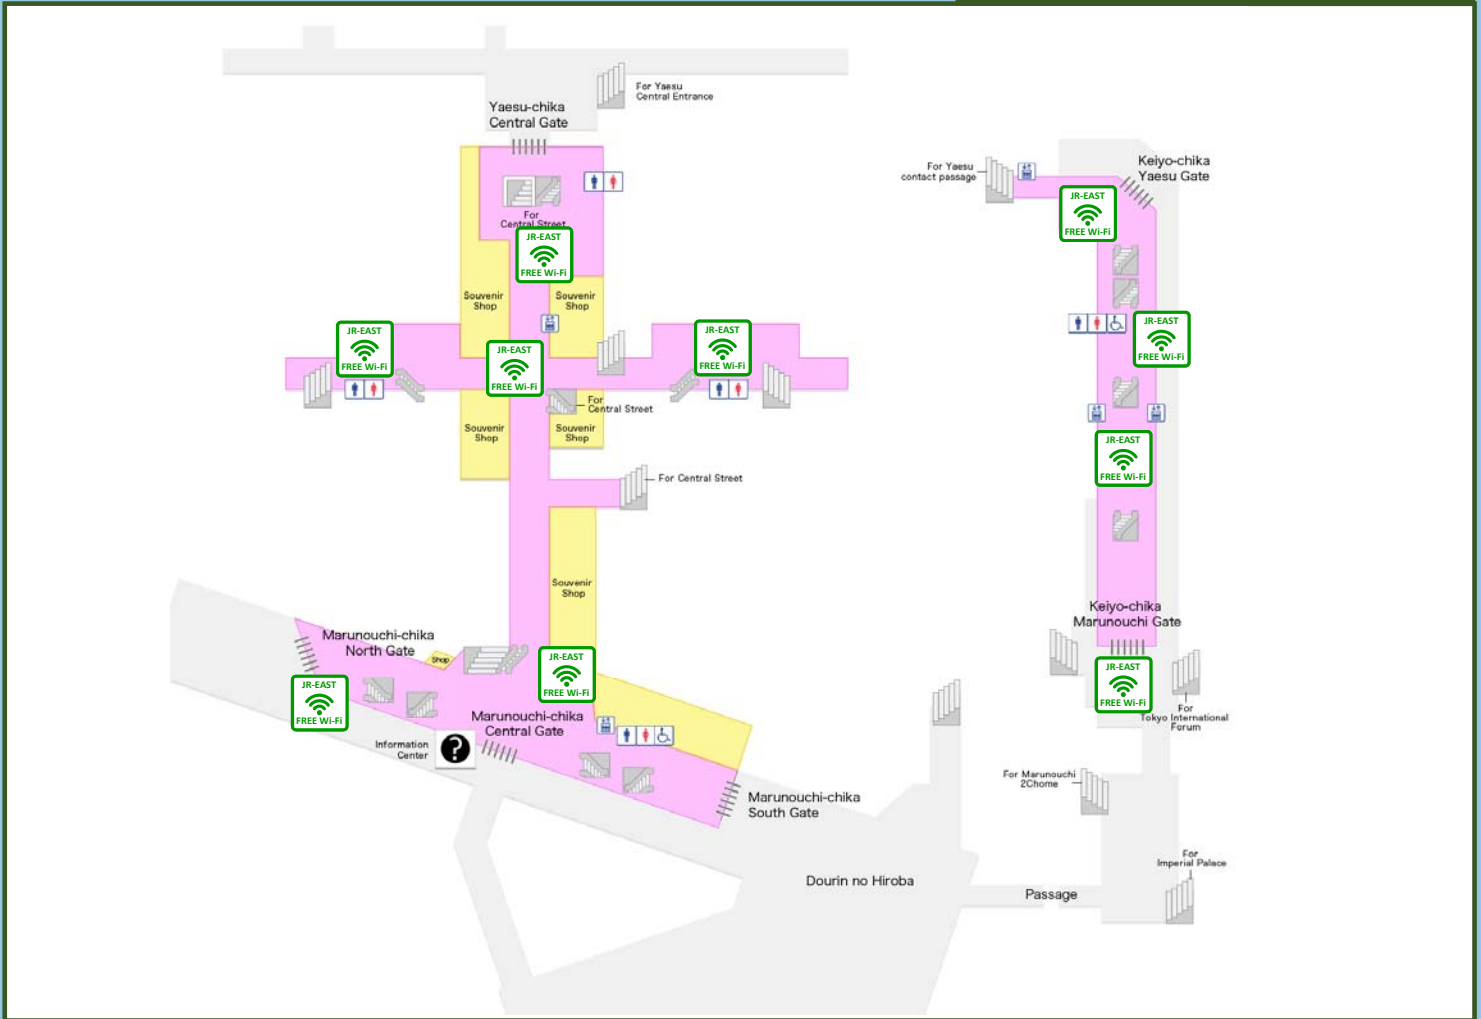 For Yaesu
Central Entrance
Yaesu-chika
Central Gate
For
Central Street
JR-EAST
FREE Wi-Fi
Souvenir
Shop
Souvenir
Shop
JR-EAST
FREE Wi-Fi
JR-EAST
FREE Wi-Fi
JR-EAST
FREE Wi-Fi
For
Central Street
Souvenir
Shop
Souvenir
Shop
For Central Street
Souvenir
Shop
Marunouchi-chika
North Gate
Shop
JR-EAST
FREE Wi-Fi
JR-EAST
FREE Wi-Fi
Marunouchi-chika
Central Gate
Information
Center
?
Marunouchi-chika
South Gate
Dourin no Hiroba
Passage
For Yaesu
contact passage
Keiyo-chika
Yaesu Gate
JR-EAST
FREE Wi-Fi
JR-EAST
FREE Wi-Fi
JR-EAST
FREE Wi-Fi
Keiyo-chika
Marunouchi Gate
JR-EAST
FREE Wi-Fi
For
Tokyo International
Forum
For Marunouchi
2Chome
For
Imperial Palace